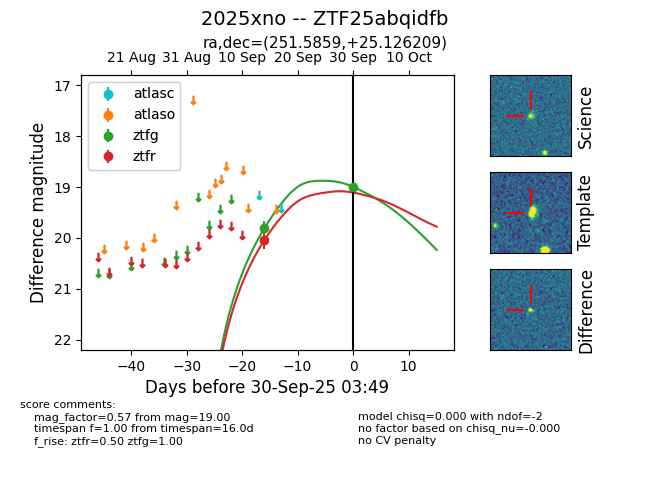 2025xno -- ZTF25abqidfb
ra,dec=(251.5859,+25.126209)
21 Aug 31 Aug 10 Sep 20 Sep 30 Sep 10 Oct
atlasc
atlaso
ztfg
ztfr
17
18
19
20
21
22
Difference magnitude
−40 −30 −20 −10 0 10
Days before 30-Sep-25 03:49
Science
Template
Difference
score comments:
mag_factor=0.57 from mag=19.00
timespan f=1.00 from timespan=16.0d
f_rise: ztfr=0.50 ztfg=1.00
model chisq=0.000 with ndof=-2
no factor based on chisq_nu=-0.000
no CV penalty